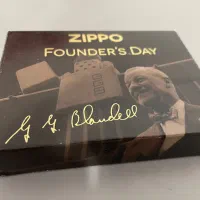 ZIPPO
FOUNDER'S DAY
G G. Blaisdell